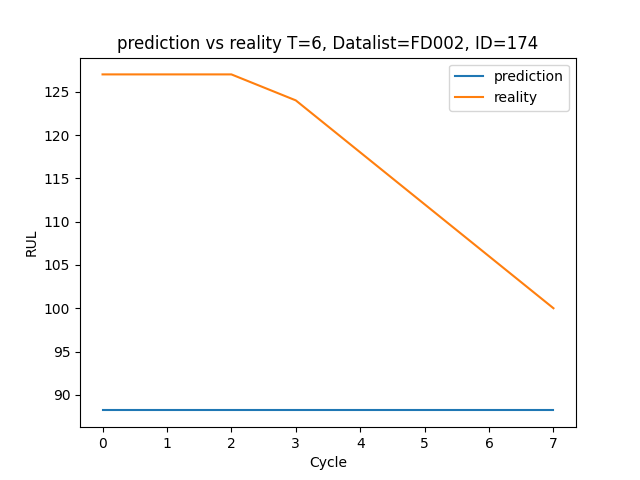 prediction vs reality T=6, Datalist=FD002, ID=174
prediction
reality
125
120
115
110
105
100
95
90
RUL
0 1 2 3 4 5 6 7
Cycle